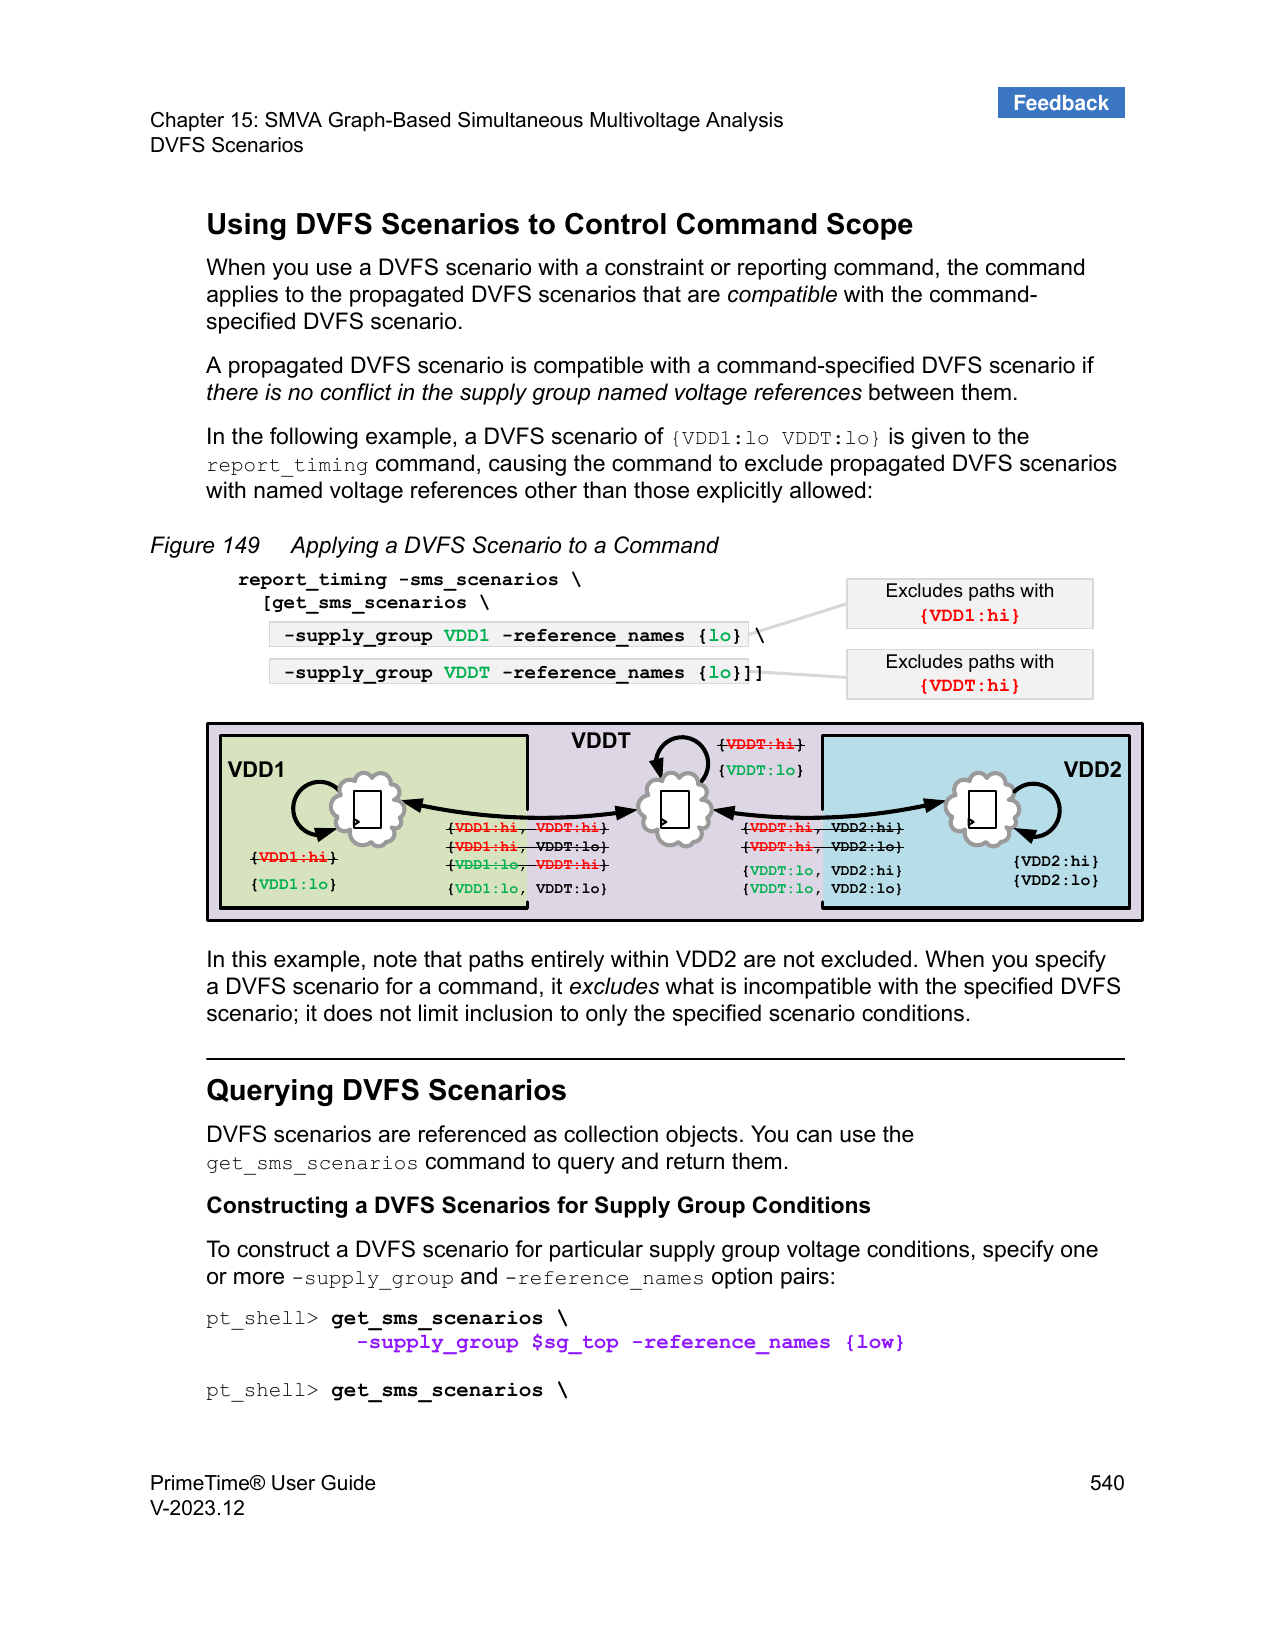 Feedback
Chapter 15: SMVA Graph-Based Simultaneous Multivoltage Analysis
DVFS Scenarios
Using DVFS Scenarios to Control Command Scope
When you use a DVFS scenario with a constraint or reporting command, the command
applies to the propagated DVFS scenarios that are compatible with the command-
specified DVFS scenario.
A propagated DVFS scenario is compatible with a command-specified DVFS scenario if
there is no conflict in the supply group named voltage references between them.
In the following example, a DVFS scenario of {VDD1:lo VDDT:lo} is given to the
report_timing command, causing the command to exclude propagated DVFS scenarios
with named voltage references other than those explicitly allowed:
Figure 149 Applying a DVFS Scenario to a Command
report_timing -sms_scenarios \
[get_sms_scenarios \
-supply_group VDD1 -reference_names {lo} \
-supply_group VDDT -reference_names {lo}]]
Excludes paths with
{VDD1:hi}
Excludes paths with
{VDDT:hi}
VDD1
{VDD1:hi}
{VDD1:lo}
{VDD1:hi, VDDT:hi}
{VDD1:hi, VDDT:lo}
{VDD1:lo, VDDT:hi}
{VDD1:lo, VDDT:lo}
VDDT
{VDDT:hi}
{VDDT:lo}
{VDDT:hi, VDD2:hi}
{VDDT:hi, VDD2:lo}
{VDDT:lo, VDD2:hi}
{VDDT:lo, VDD2:lo}
VDD2
{VDD2:hi}
{VDD2:lo}
In this example, note that paths entirely within VDD2 are not excluded. When you specify
a DVFS scenario for a command, it excludes what is incompatible with the specified DVFS
scenario; it does not limit inclusion to only the specified scenario conditions.
Querying DVFS Scenarios
DVFS scenarios are referenced as collection objects. You can use the
get_sms_scenarios command to query and return them.
Constructing a DVFS Scenarios for Supply Group Conditions
To construct a DVFS scenario for particular supply group voltage conditions, specify one
or more -supply_group and -reference_names option pairs:
pt_shell> get_sms_scenarios \
-supply_group $sg_top -reference_names {low}
pt_shell> get_sms_scenarios \
PrimeTime® User Guide
540
V-2023.12